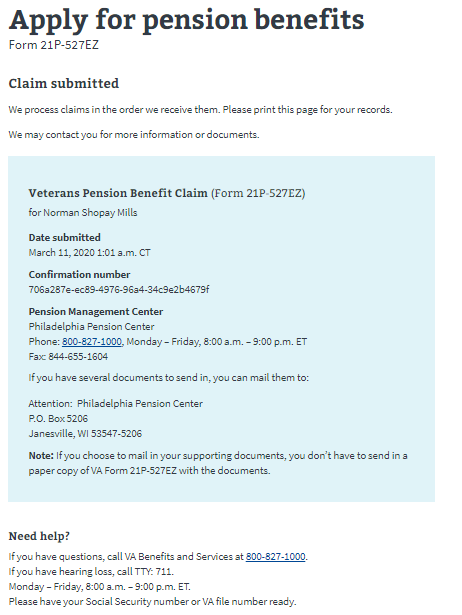 Apply for pension benefits
Form 21P-527EZ
Claim submitted
We process claims in the order we receive them. Please print this page for your records.
We may contact you for more information or documents.
Veterans Pension Benefit Claim (Form 21P-527EZ)
for Norman Shopay Mills
Date submitted
March 11, 2020 1:01 a.m. CT
Confirmation number
706a287e-ec89-4976-96a4-34c9e2b4679f
Pension Management Center
Philadelphia Pension Center
Phone: 800-827-1000, Monday – Friday, 8:00 a.m. – 9:00 p.m. ET
Fax: 844-655-1604
If you have several documents to send in, you can mail them to:
Attention: Philadelphia Pension Center
P.O. Box 5206
Janesville, WI 53547-5206
Note: If you choose to mail in your supporting documents, you don't have to send in a
paper copy of VA Form 21P-527EZ with the documents.
Need help?
If you have questions, call VA Benefits and Services at 800-827-1000.
If you have hearing loss, call TTY: 711.
Monday – Friday, 8:00 a.m. – 9:00 p.m. ET.
Please have your Social Security number or VA file number ready.